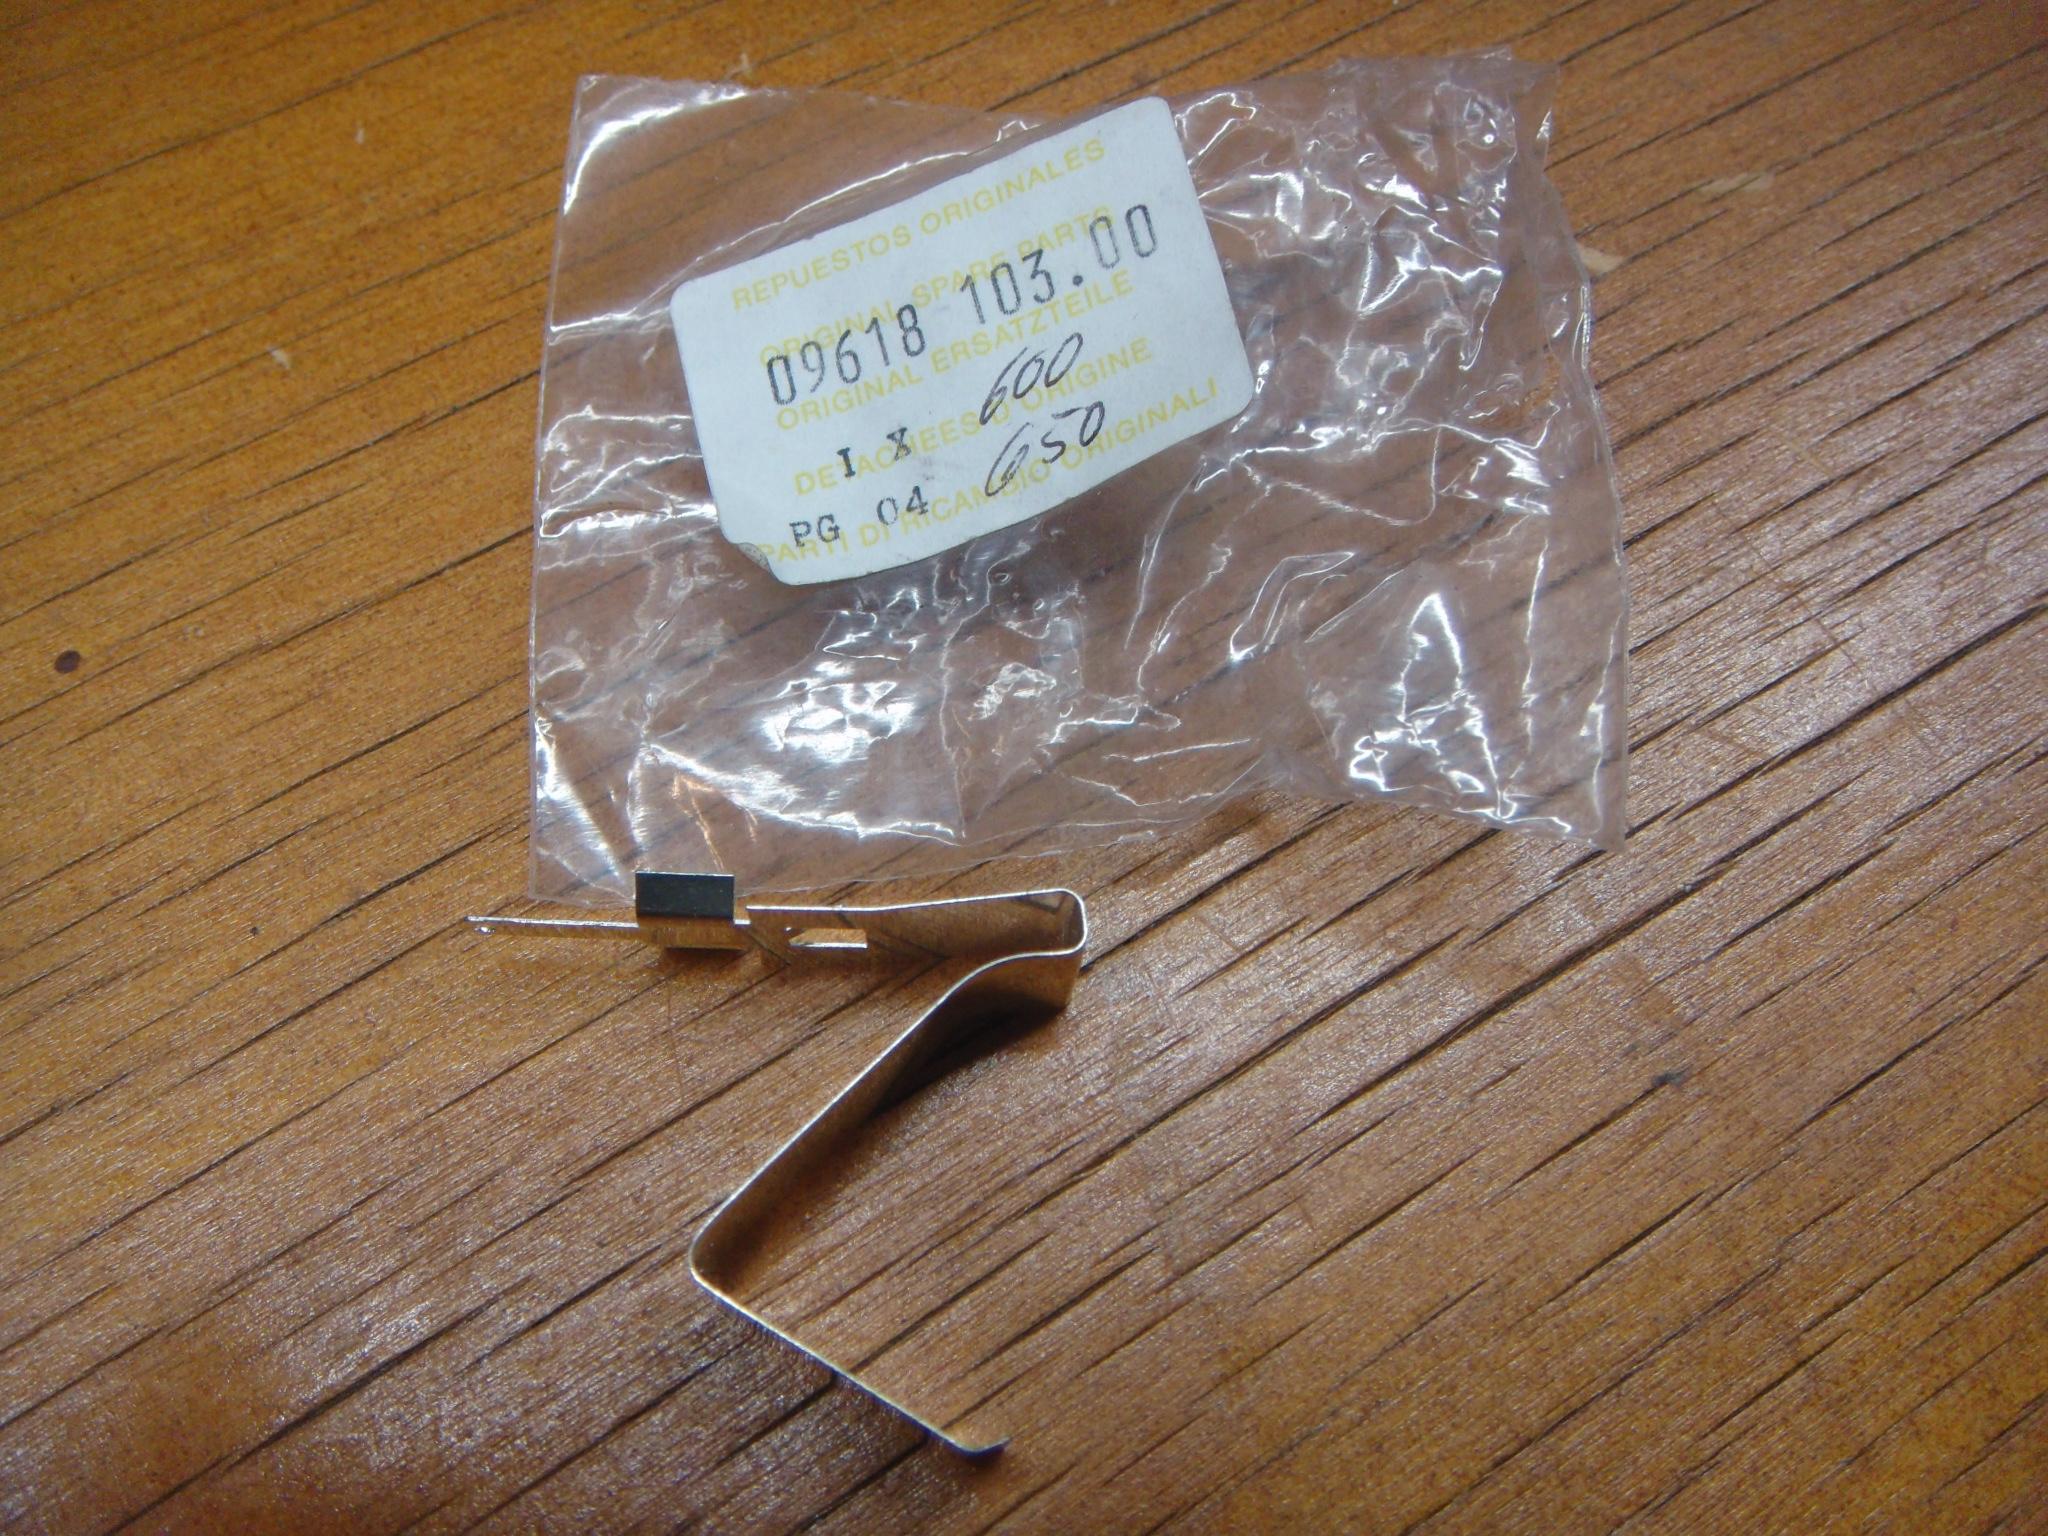 REPUESTOS ORIGINALES
ORIGINAL SPARE PARTS
09618 103.00
ORIGINAL ERSATZTEILE
600
DETACHEES D'ORIGINE
I X
650
PARTI DI RICAMBIO ORIGINALI
PG 04